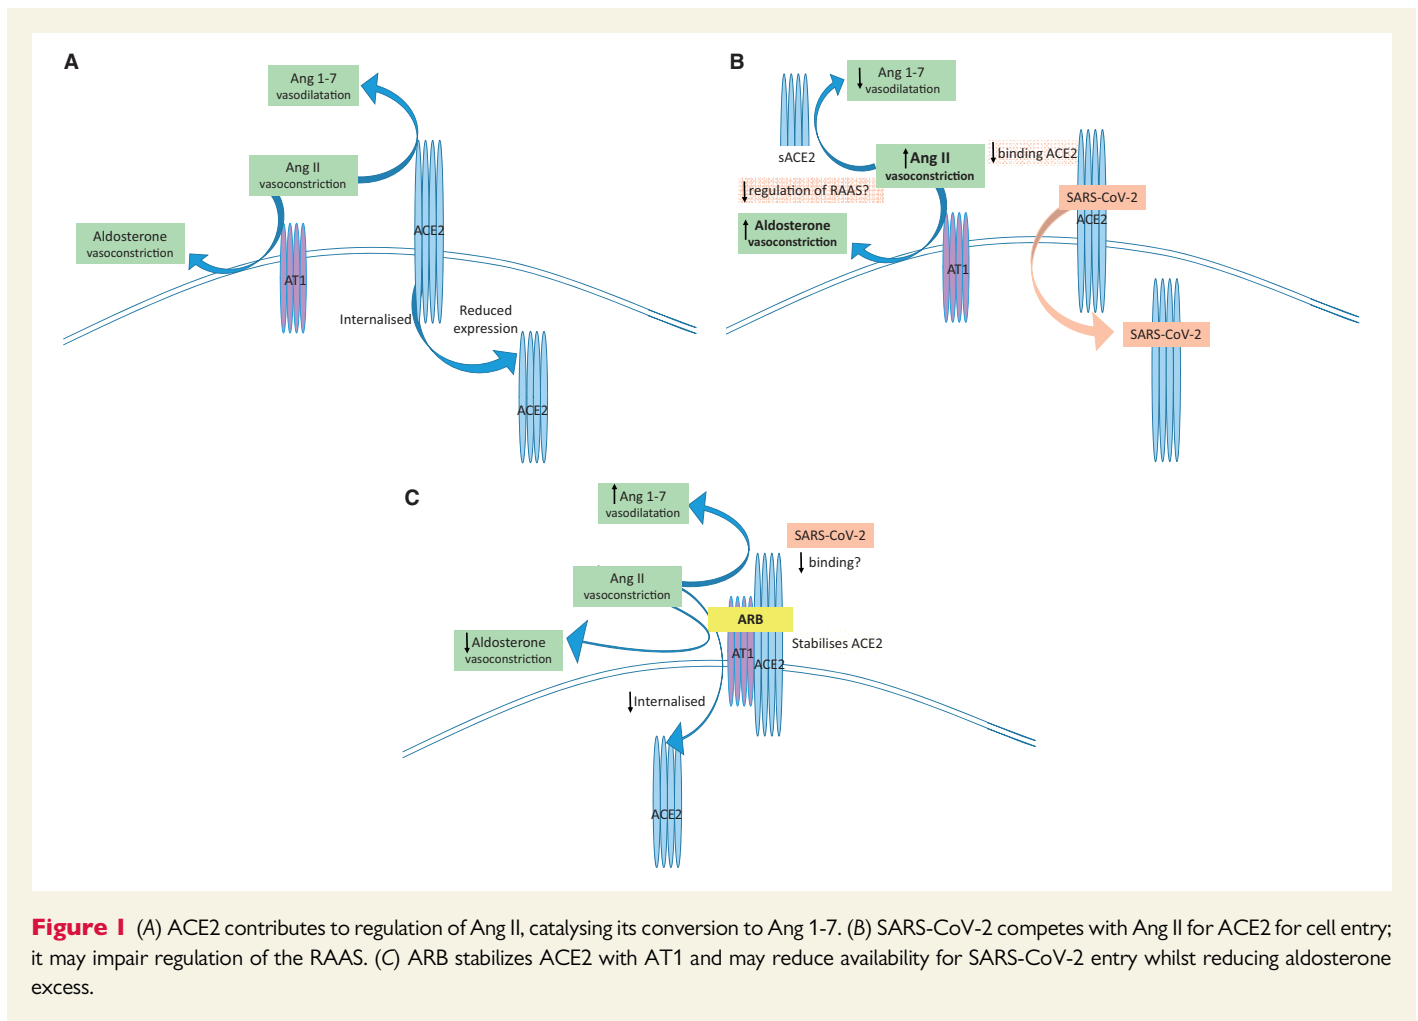 A
Ang 1-7
vasodilatation
Ang II
vasoconstriction
Aldosterone
vasoconstriction
AT1
ACE2
Internalised
Reduced
expression
ACE2
B
↓ Ang 1-7
vasodilatation
sACE2
↑Ang II
vasoconstriction
↓binding ACE2
↓regulation of RAAS?
SARS-CoV-2
ACE2
↑ Aldosterone
vasoconstriction
AT1
SARS-CoV-2
C
↑Ang 1-7
vasodilatation
SARS-CoV-2
↓ binding?
Ang II
vasoconstriction
ARB
↓Aldosterone
vasoconstriction
Stabilises ACE2
AT1
ACE2
↓Internalised
ACE2
Figure 1 (A) ACE2 contributes to regulation of Ang II, catalysing its conversion to Ang 1-7. (B) SARS-CoV-2 competes with Ang II for ACE2 for cell entry;
it may impair regulation of the RAAS. (C) ARB stabilizes ACE2 with AT1 and may reduce availability for SARS-CoV-2 entry whilst reducing aldosterone
excess.